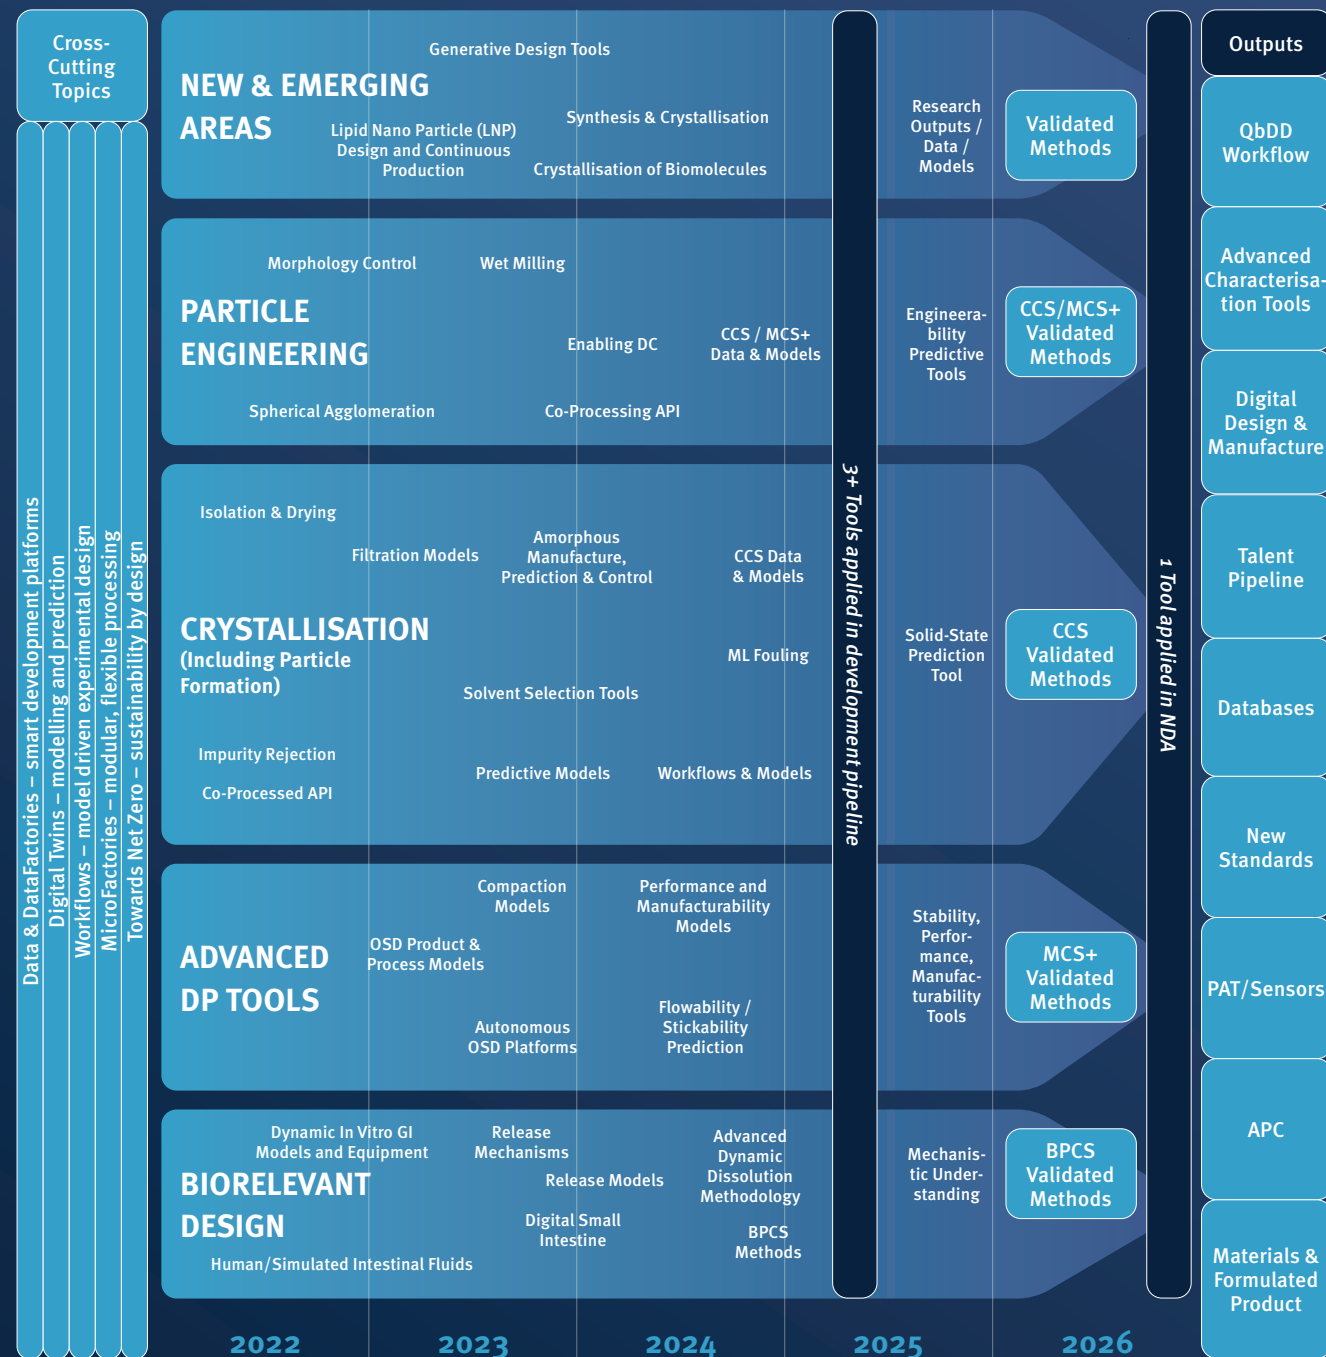 Cross-
Cutting
Topics
Data & DataFactories – smart development platforms
Digital Twins – modelling and prediction
Workflows – model driven experimental design
MicroFactories – modular, flexible processing
Towards Net Zero – sustainability by design
NEW & EMERGING
AREAS
Generative Design Tools
Lipid Nano Particle (LNP)
Design and Continuous
Production
Synthesis & Crystallisation
Crystallisation of Biomolecules
Research
Outputs /
Data /
Models
Validated
Methods
PARTICLE
ENGINEERING
Morphology Control
Wet Milling
Enabling DC
CCS / MCS+
Data & Models
Spherical Agglomeration
Co-Processing API
Engineera-
bility
Predictive
Tools
CCS/MCS+
Validated
Methods
CRYSTALLISATION
(Including Particle
Formation)
Isolation & Drying
Filtration Models
Amorphous
Manufacture,
Prediction & Control
CCS Data
& Models
ML Fouling
Solvent Selection Tools
Impurity Rejection
Co-Processed API
Predictive Models
Workflows & Models
Solid-State
Prediction
Tool
CCS
Validated
Methods
ADVANCED
DP TOOLS
Compaction
Models
Performance and
Manufacturability
Models
OSD Product &
Process Models
Autonomous
OSD Platforms
Flowability /
Stickability
Prediction
Stability,
Perfor-
mance,
Manufac-
turability
Tools
MCS+
Validated
Methods
BIORELEVANT
DESIGN
Dynamic In Vitro GI
Models and Equipment
Release
Mechanisms
Release Models
Advanced
Dynamic
Dissolution
Methodology
Digital Small
Intestine
BPCS
Methods
Human/Simulated Intestinal Fluids
Mechanis-
tic Under-
standing
BPCS
Validated
Methods
3+ Tools applied in development pipeline
1 Tool applied in NDA
Outputs
QbDD
Workflow
Advanced
Characterisa-
tion Tools
Digital
Design &
Manufacture
Talent
Pipeline
Databases
New
Standards
PAT/Sensors
APC
Materials &
Formulated
Product
2022
2023
2024
2025
2026